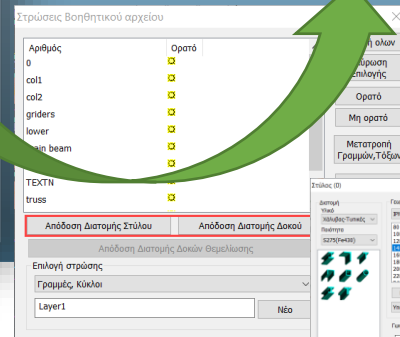 Στρώσεις Βοηθητικού αρχείου
Αριθμός Ορατό
0
col1
col2
griders
lower
beam
TEXTN
truss
ολων
Επιλογής
Ορατό
Μη ορατό
Μετατροπή
Γραμμών,Τόξων
Απόδοση Διατομής Στύλου Απόδοση Διατομής Δοκού
Απόδοση Διατομής Δοκών Θεμελίωσης
Επιλογή στρώσης
Γραμμές, Κύκλοι
Layer1 Νέο
Στύλος (0)
Διατομή
Υλικό
Χάλυβας-Τυπικές
Ποιότητα
S275(Fe430)